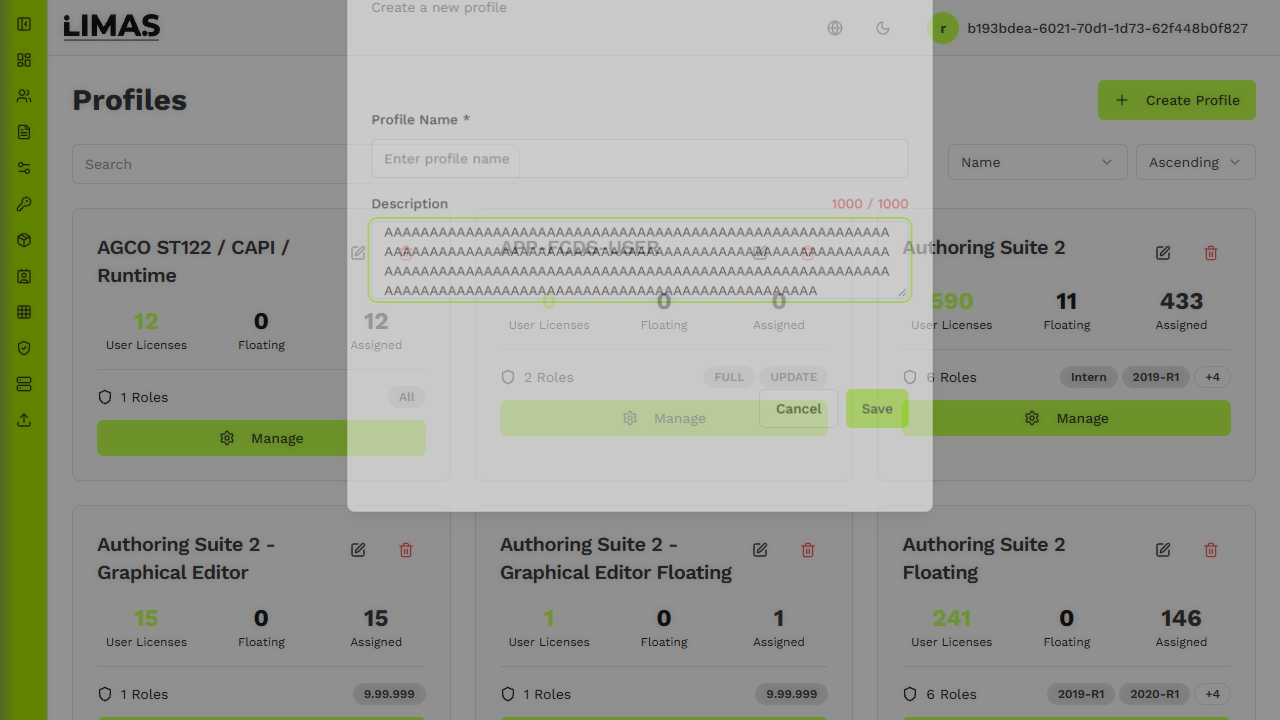 Create a new profile
LIMAS
r
b193bdea-6021-70d1-1d73-62f448b0f827
Profiles
Create Profile
Profile Name *
Search
Enter profile name
Name
Ascending
Description
1000 / 1000
AGCO ST122 / CAPI /
Runtime
12
User Licenses
0
Floating
12
Assigned
1 Roles
All
Manage
0
User Licenses
0
Floating
0
Assigned
2 Roles
FULL
UPDATE
Manage
Cancel
Save
Authoring Suite 2
590
User Licenses
11
Floating
433
Assigned
6 Roles
Intern
2019-R1
+4
Manage
Authoring Suite 2 -
Graphical Editor
15
User Licenses
0
Floating
15
Assigned
1 Roles
9.99.999
Authoring Suite 2 -
Graphical Editor Floating
1
User Licenses
0
Floating
1
Assigned
1 Roles
9.99.999
Authoring Suite 2
Floating
241
User Licenses
0
Floating
146
Assigned
6 Roles
2019-R1
2020-R1
+4